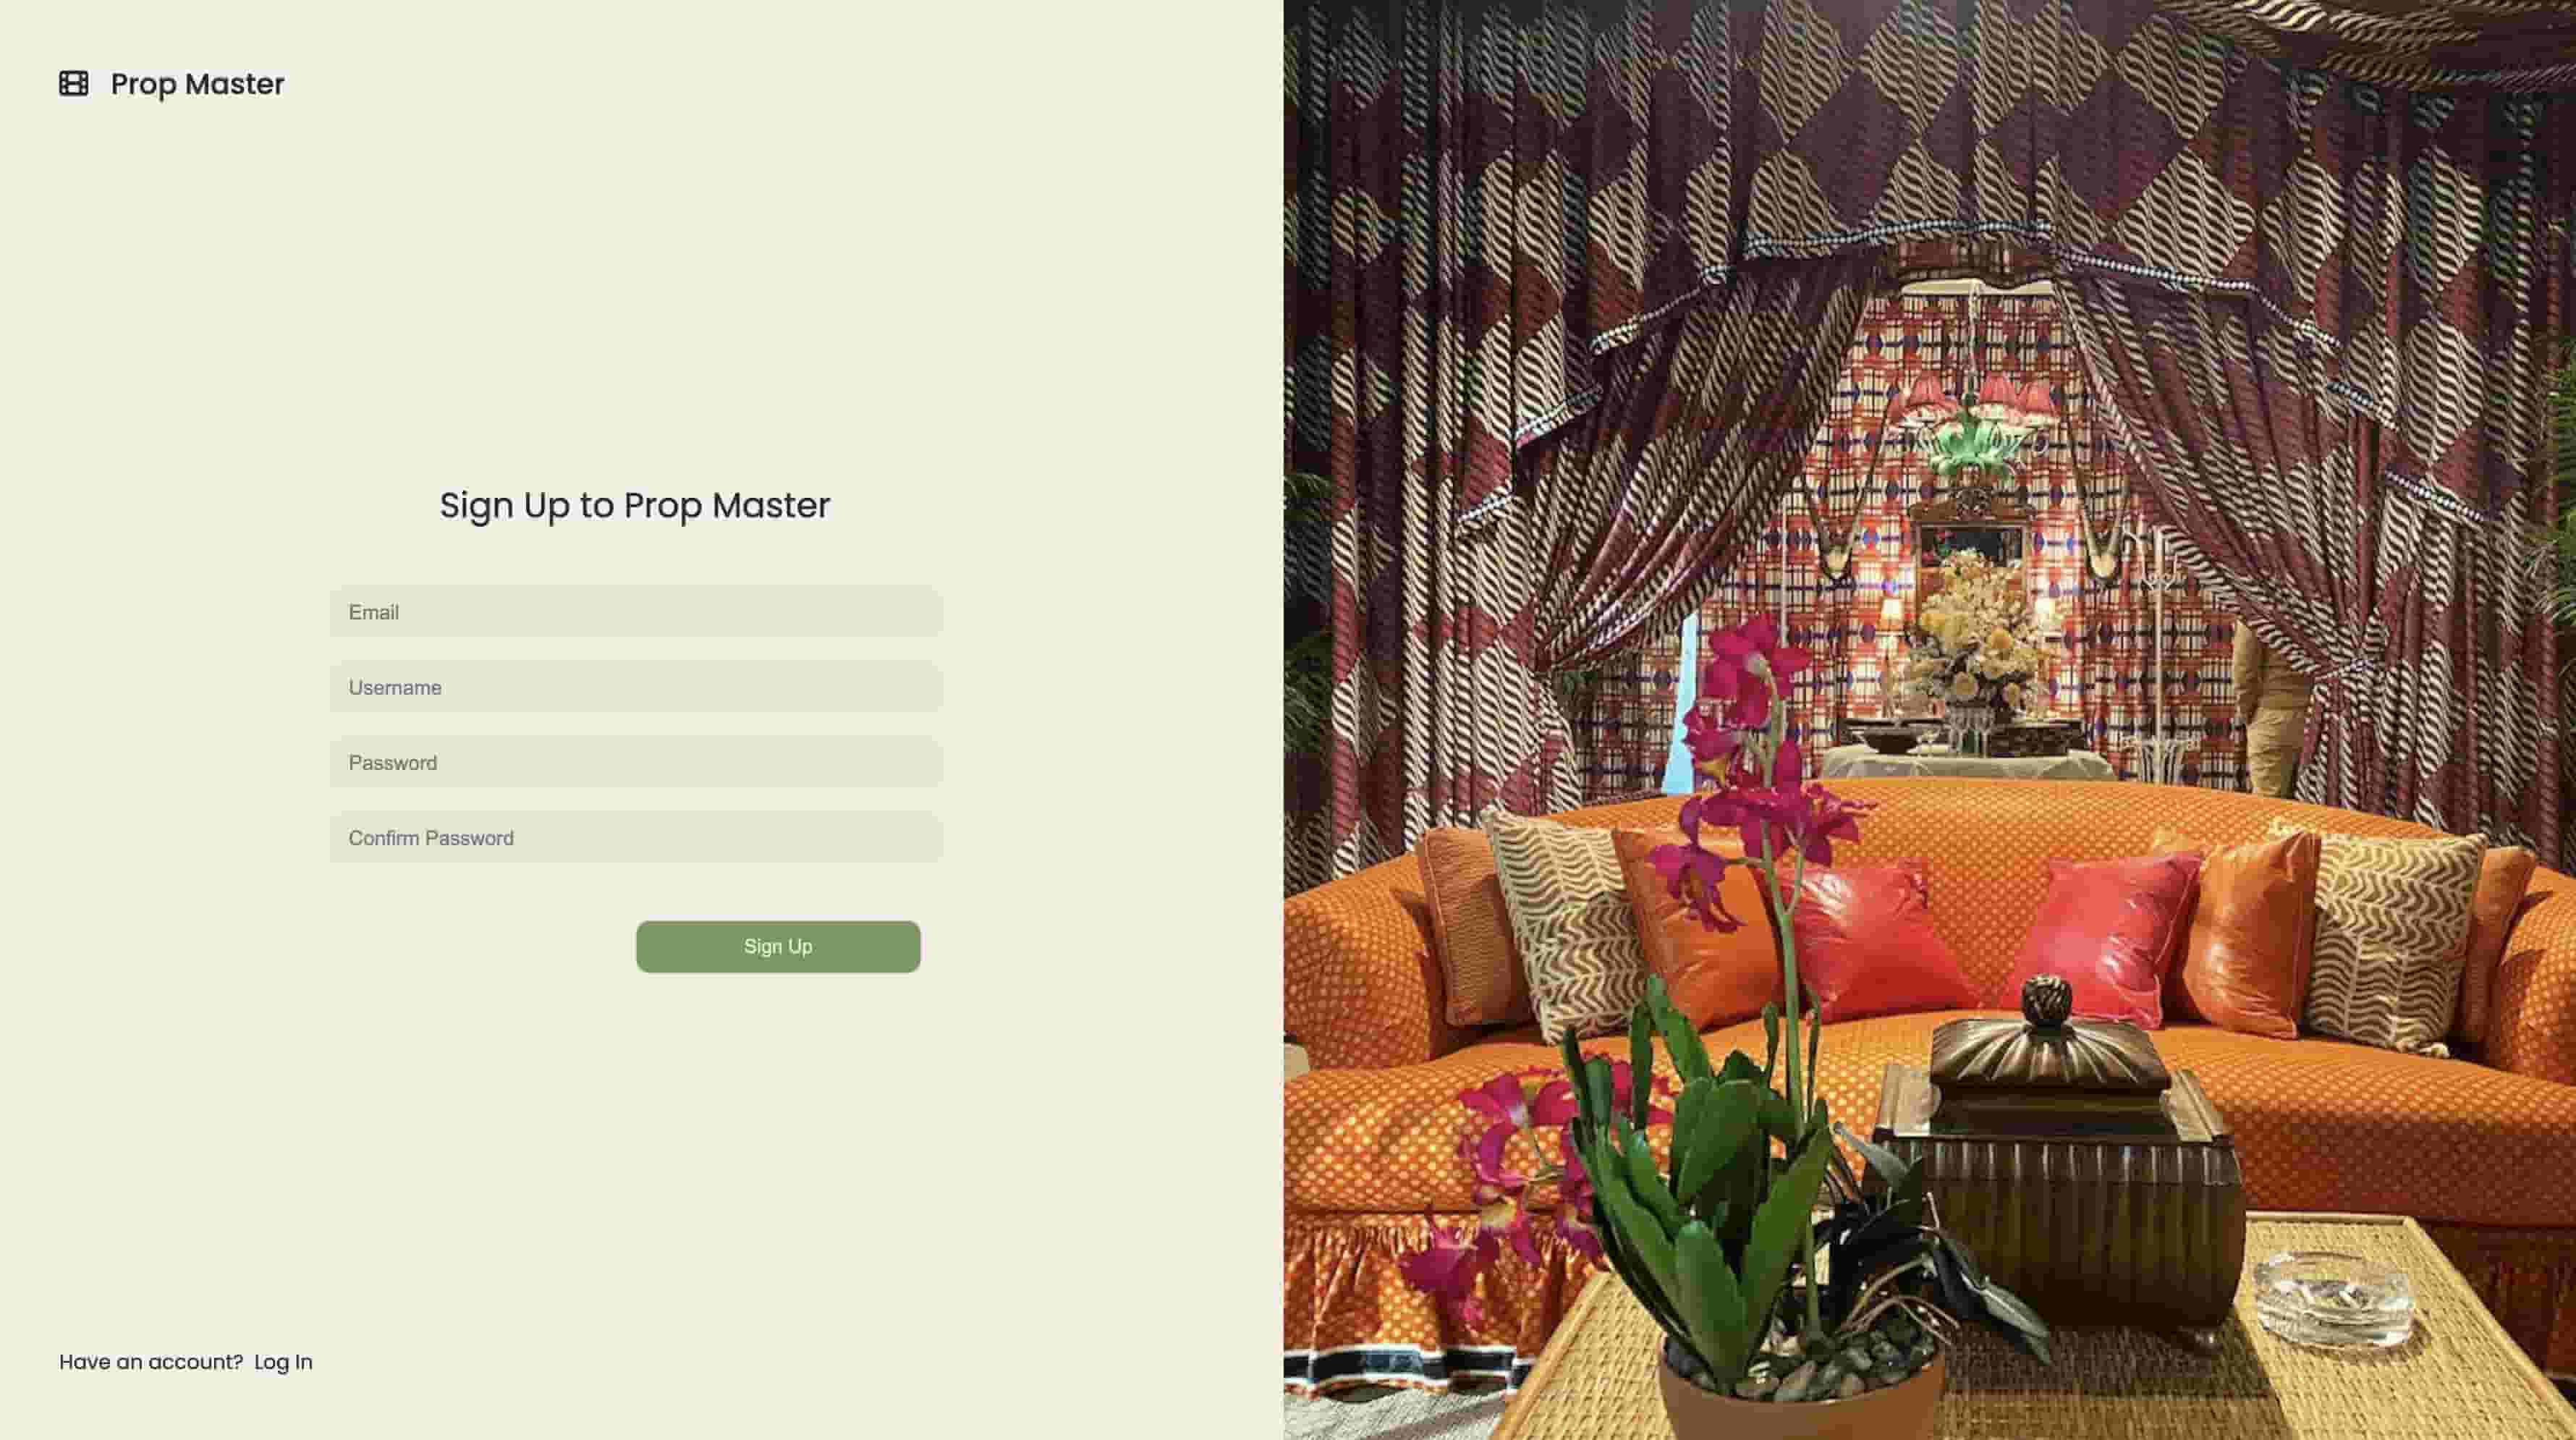 Prop Master
Sign Up to Prop Master
Email
Username
Password
Confirm Password
Sign Up
Have an account? Log In